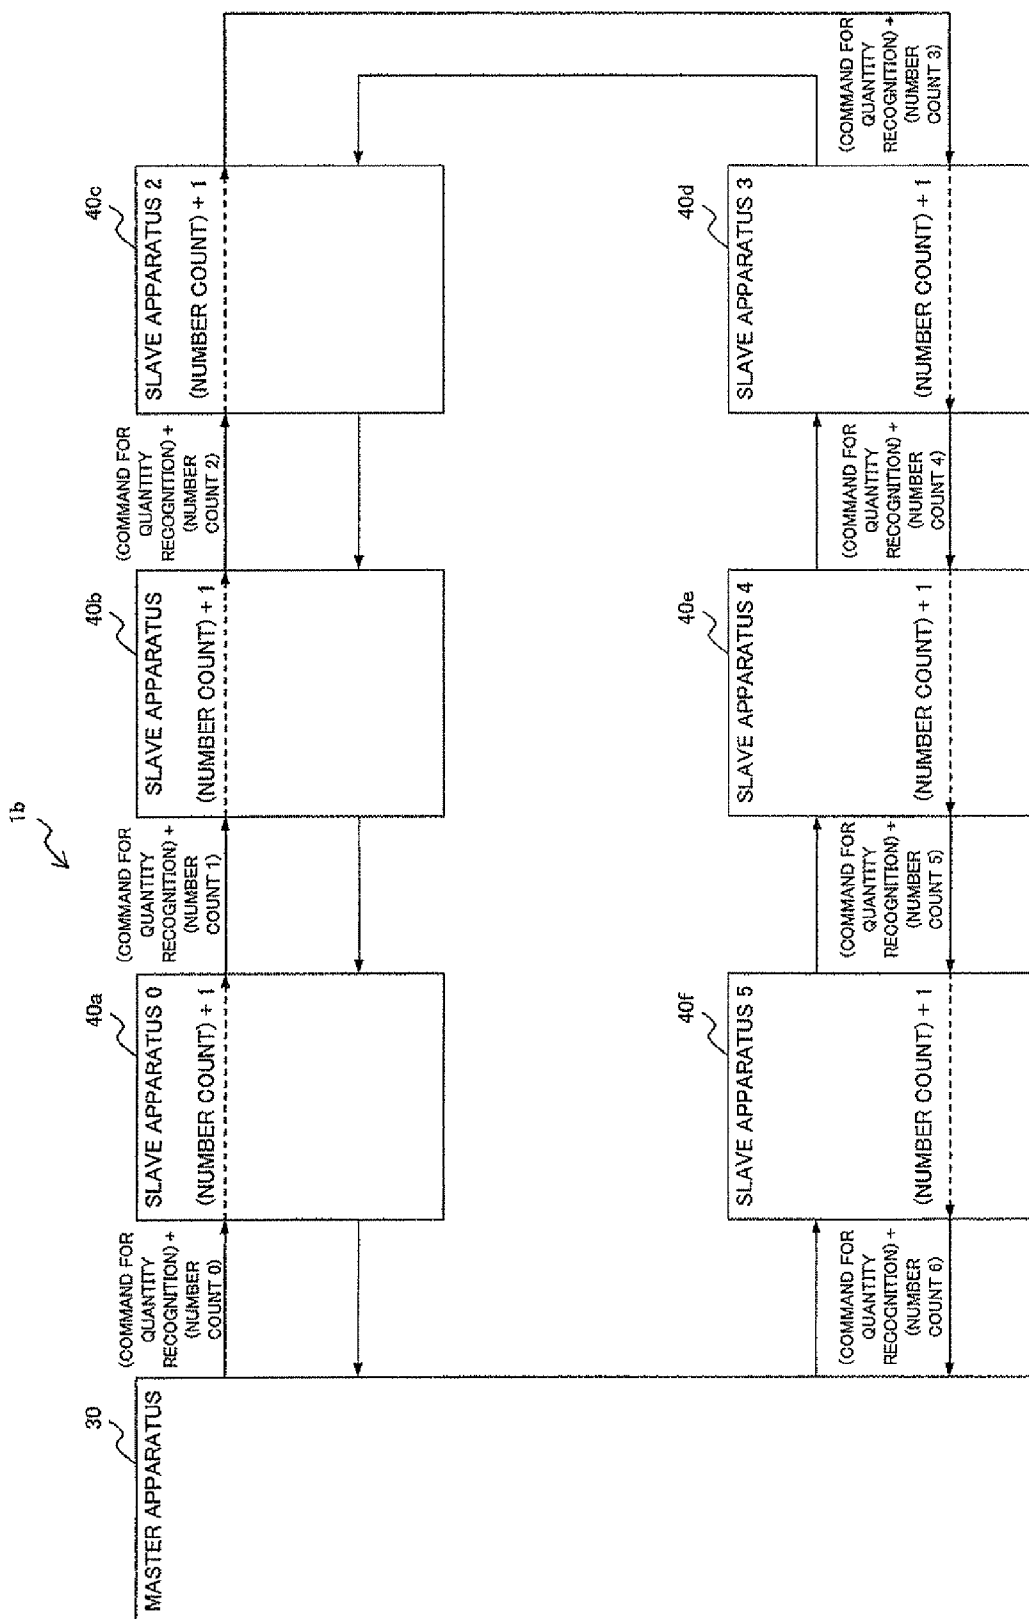 1b
30
MASTER APPARATUS
(COMMAND FOR
QUANTITY
RECOGNITION) +
(NUMBER
COUNT 0)
40a
SLAVE APPARATUS 0
(NUMBER COUNT) + 1
(COMMAND FOR
QUANTITY
RECOGNITION) +
(NUMBER
COUNT 1)
40b
SLAVE APPARATUS
(NUMBER COUNT) + 1
(COMMAND FOR
QUANTITY
RECOGNITION) +
(NUMBER
COUNT 2)
40c
SLAVE APPARATUS 2
(NUMBER COUNT) + 1
(COMMAND FOR
QUANTITY
RECOGNITION) +
(NUMBER
COUNT 3)
40d
SLAVE APPARATUS 3
(NUMBER COUNT) + 1
(COMMAND FOR
QUANTITY
RECOGNITION) +
(NUMBER
COUNT 4)
40e
SLAVE APPARATUS 4
(NUMBER COUNT) + 1
(COMMAND FOR
QUANTITY
RECOGNITION) +
(NUMBER
COUNT 5)
40f
SLAVE APPARATUS 5
(NUMBER COUNT) + 1
(COMMAND FOR
QUANTITY
RECOGNITION) +
(NUMBER
COUNT 6)